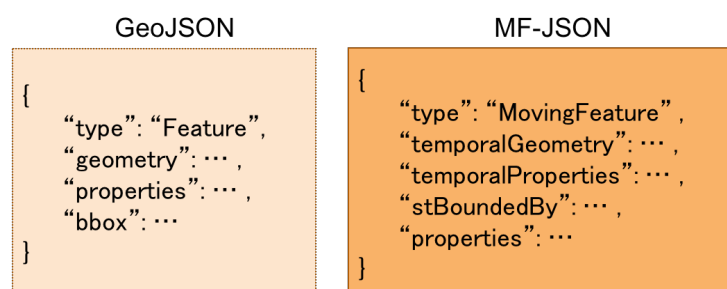 GeoJSON
{
“type”: “Feature”,
“geometry”: ⋯ ,
“properties”: ⋯ ,
“bbox”: ⋯
}
MF-JSON
{
“type”: “MovingFeature” ,
“temporalGeometry”: ⋯ ,
“temporalProperties”: ⋯ ,
“stBoundedBy”: ⋯ ,
“properties”: ⋯
}